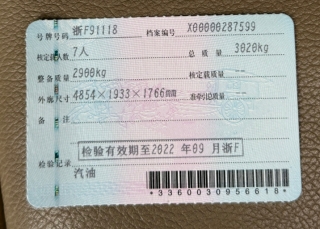 号牌号码 浙F91118 档案编号 X00000287599
核定载人数 7人 总质量 3020kg
整备质量 2900kg 核定载质量
外廓尺寸 4854×1933×1766 准牵引总质量
备注
检验有效期至2022年09月浙F
检验记录
汽油
*3360030956618*